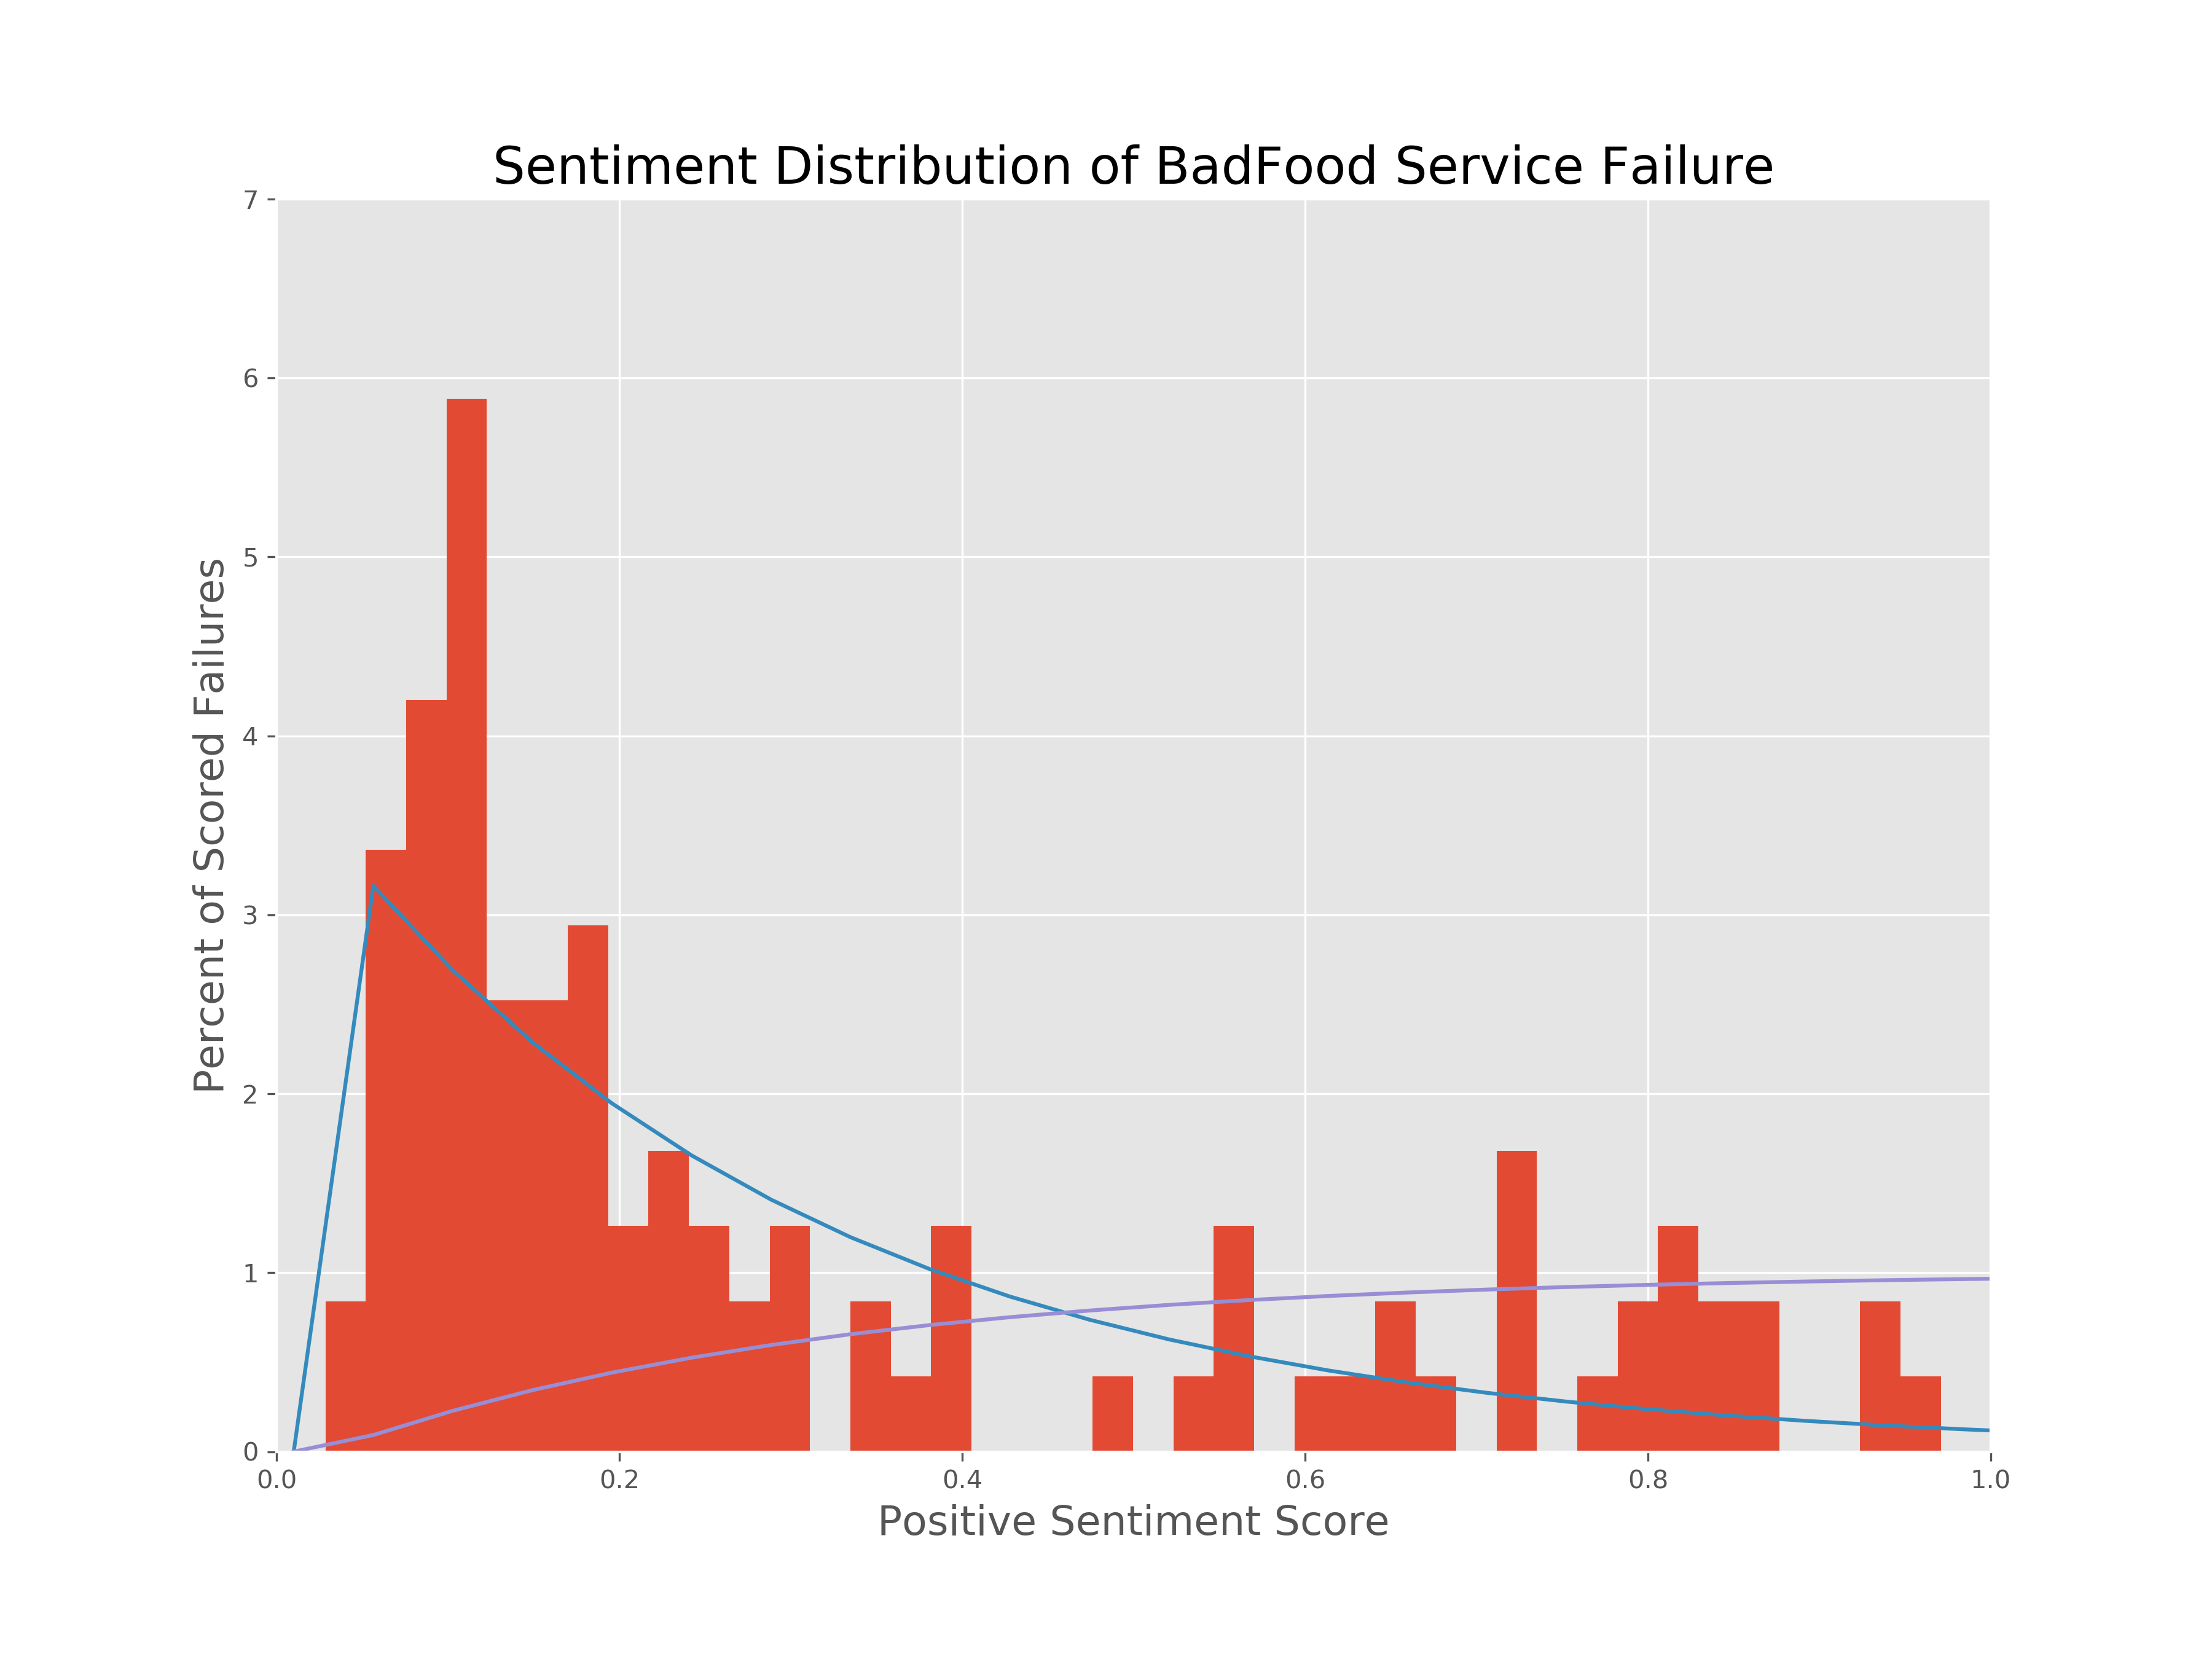 Sentiment Distribution of BadFood Service Failure
7
6
5
4
3
2
1
0
Percent of Scored Failures
0.0 0.2 0.4 0.6 0.8 1.0
Positive Sentiment Score